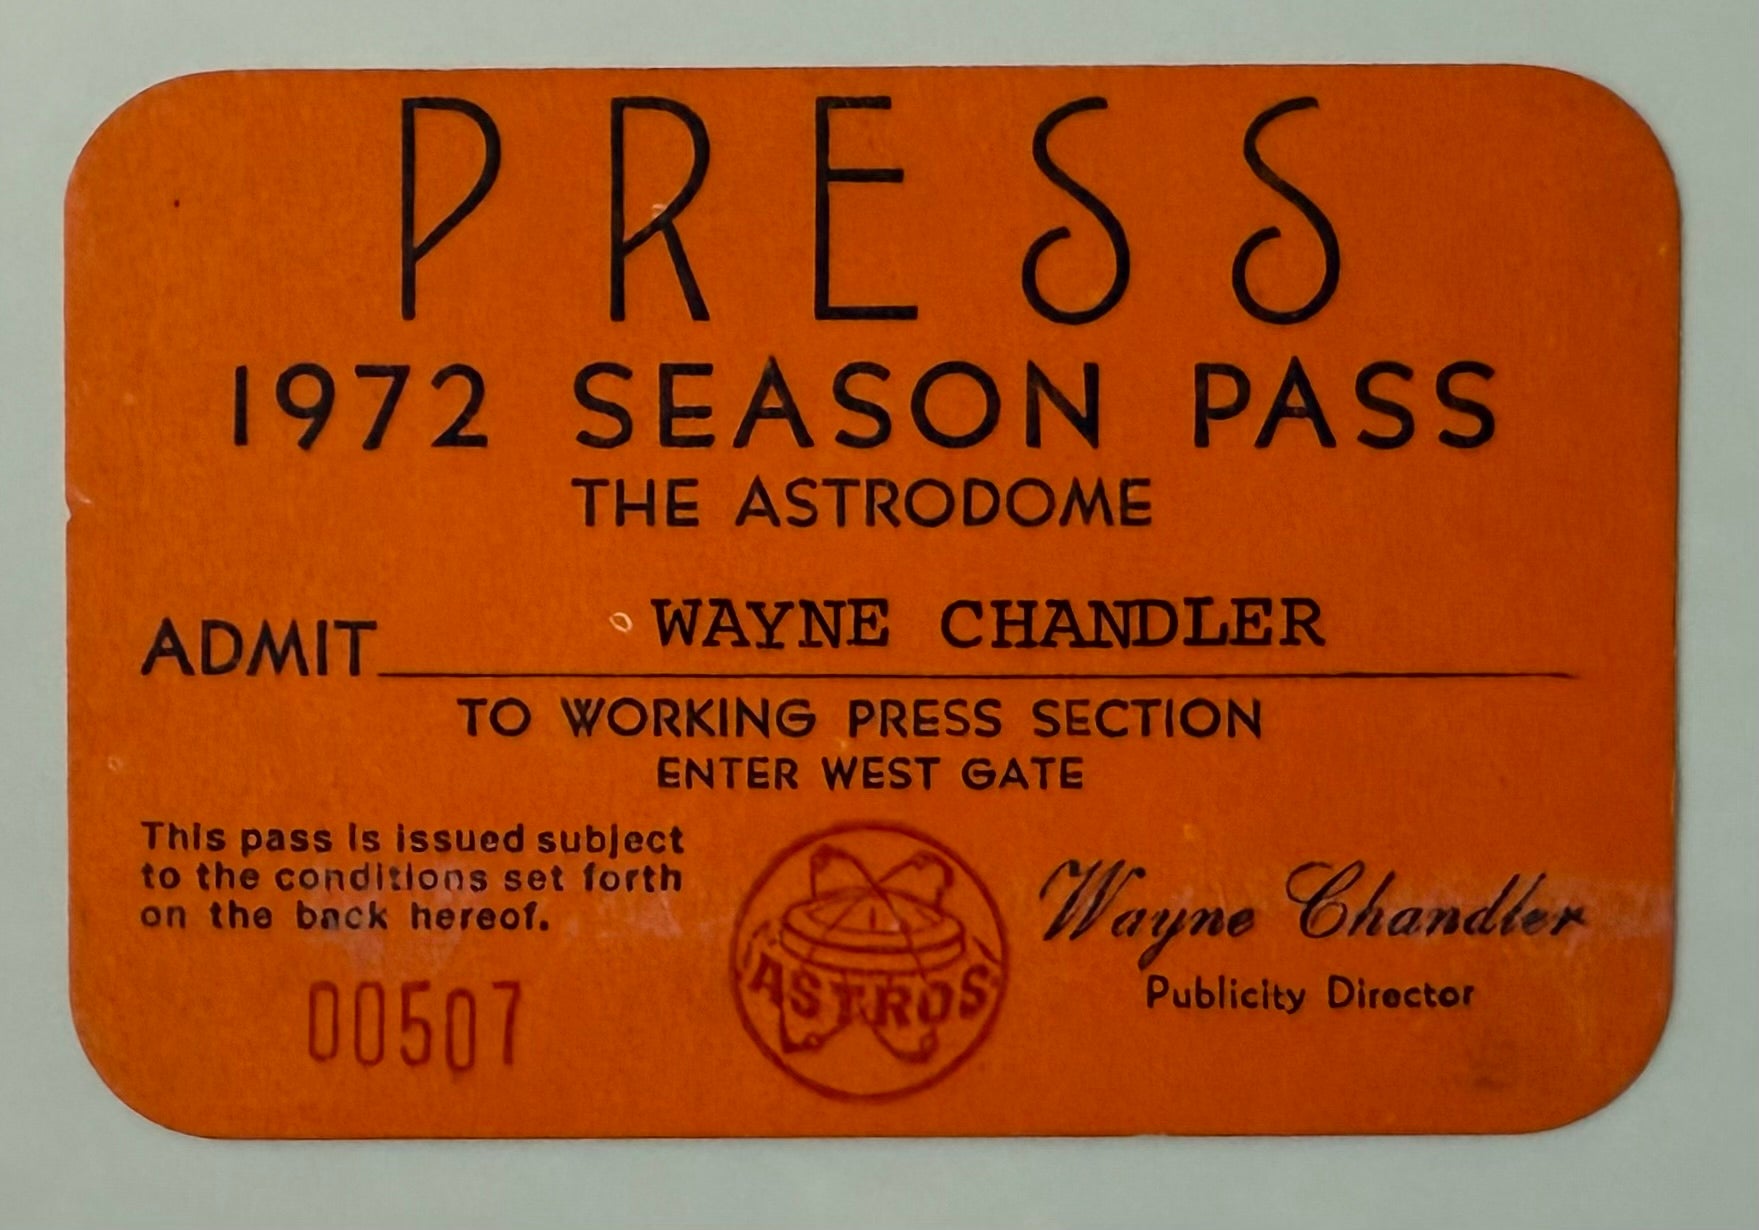 PRESS
1972 SEASON PASS
THE ASTRODOME
ADMIT WAYNE CHANDLER
TO WORKING PRESS SECTION
ENTER WEST GATE
This pass is issued subject
to the conditions set forth
on the back hereof.
00507
ASTROS
Wayne Chandler
Publicity Director